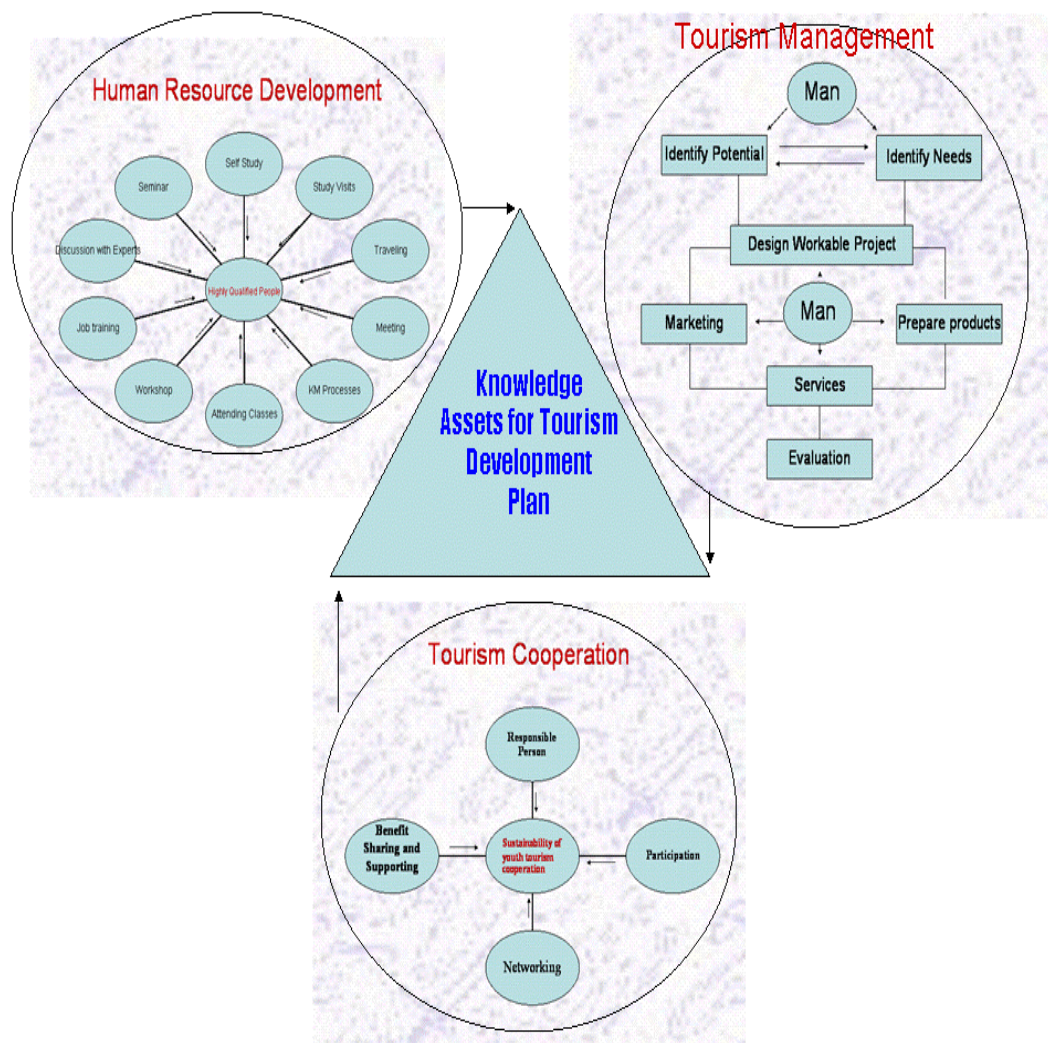 Human Resource Development
Self Study
Seminar
Study Visits
Discussion with Experts
Traveling
Highly Qualified People
Job training
Meeting
Workshop
KM Processes
Attending Classes
Tourism Management
Man
Identify Potential
Identify Needs
Design Workable Project
Marketing
Man
Prepare products
Services
Evaluation
Knowledge
Assets for Tourism
Development
Plan
Tourism Cooperation
Responsible
Person
Benefit
Sharing and
Supporting
Sustainability of
youth tourism
cooperation
Participation
Networking